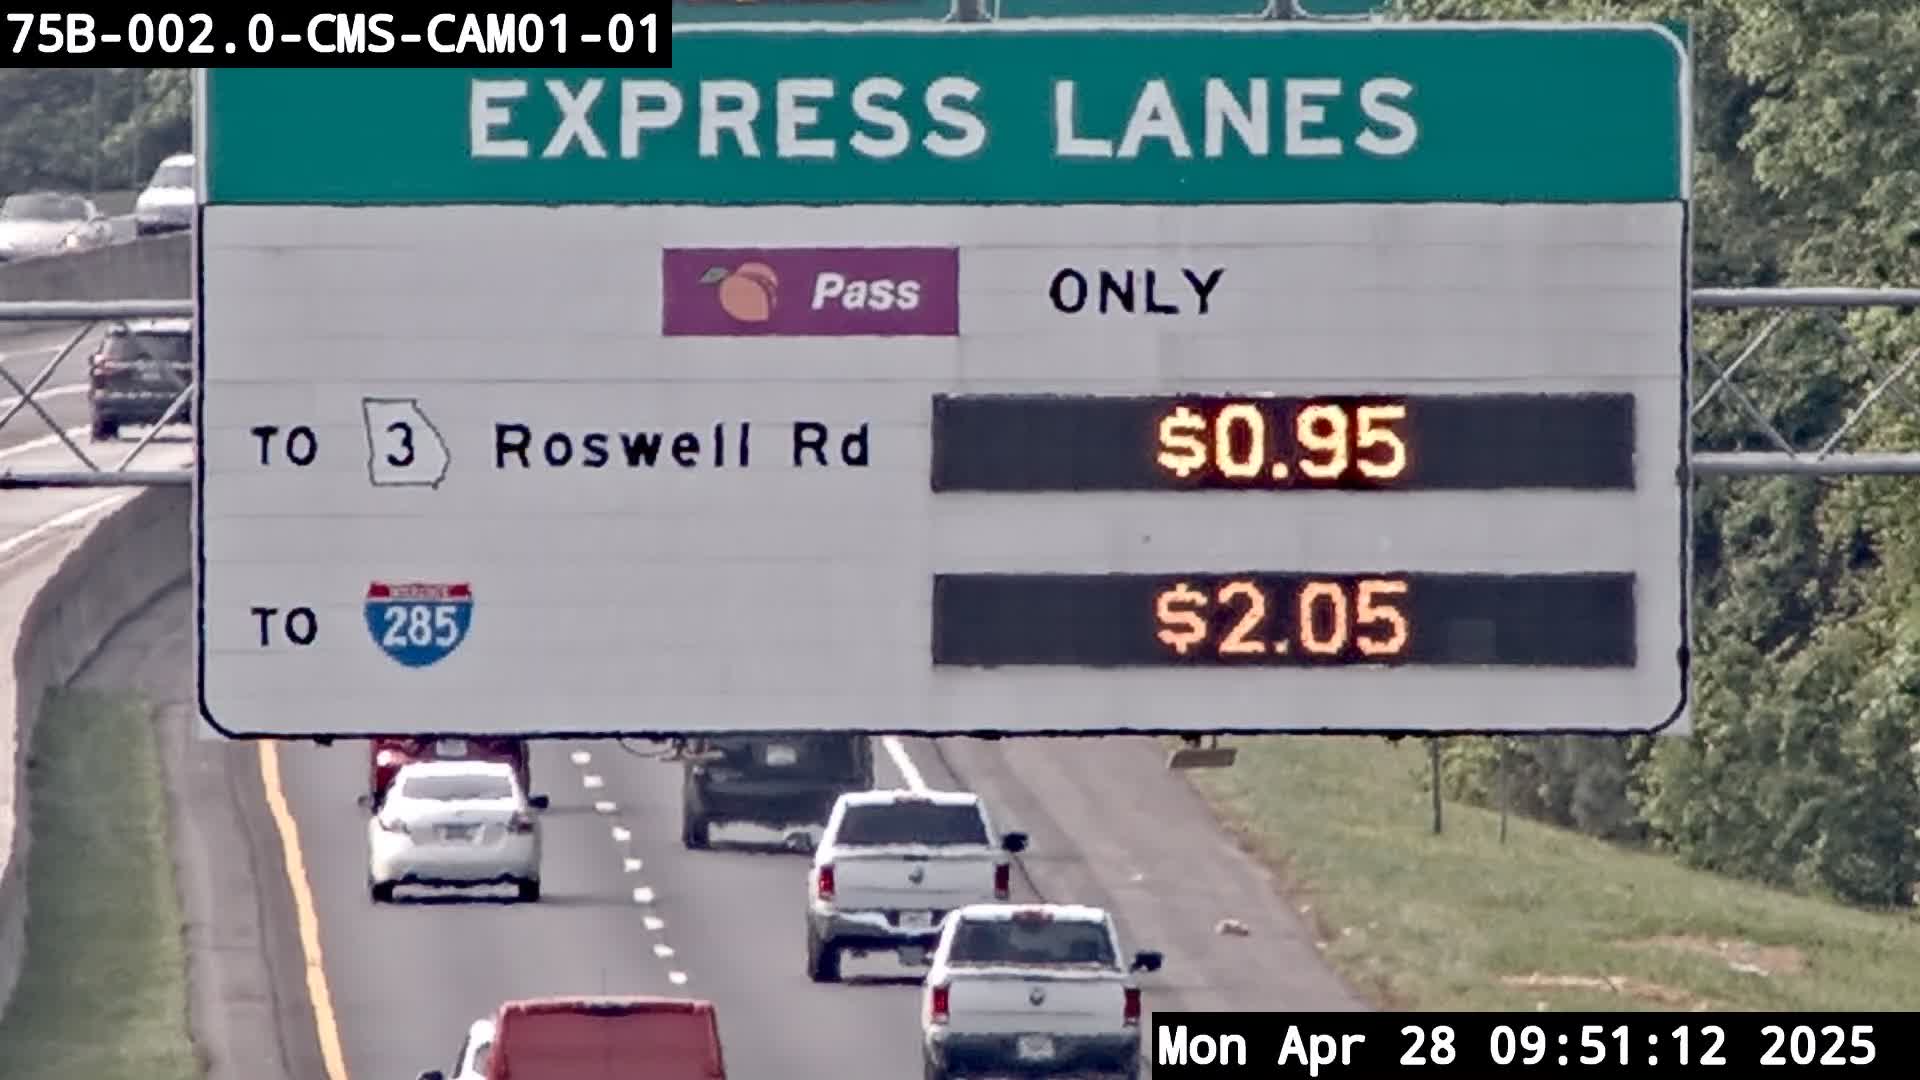 75B-002.0-CMS-CAM01-01
EXPRESS LANES
Pass ONLY
TO 3 Roswell Rd $0.95
TO 285 $2.05
Mon Apr 28 09:51:12 2025